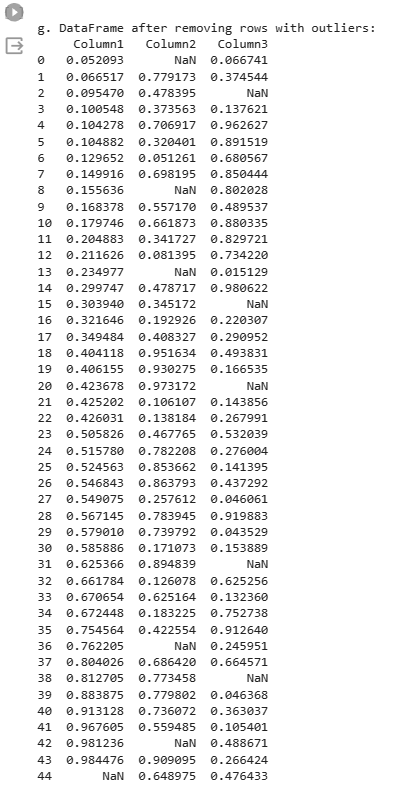 g. DataFrame after removing rows with outliers:
Column1 Column2 Column3
0 0.052093 NaN 0.066741
1 0.066517 0.779173 0.374544
2 0.095470 0.478395 NaN
3 0.100548 0.373563 0.137621
4 0.104278 0.706917 0.962627
5 0.104882 0.320401 0.891519
6 0.129652 0.051261 0.680567
7 0.149916 0.698195 0.850444
8 0.155636 NaN 0.802028
9 0.168378 0.557170 0.489537
10 0.179746 0.661873 0.880335
11 0.204883 0.341727 0.829721
12 0.211626 0.081395 0.734220
13 0.234977 NaN 0.015129
14 0.299747 0.478717 0.980622
15 0.303940 0.345172 NaN
16 0.321646 0.192926 0.220307
17 0.349484 0.408327 0.290952
18 0.404118 0.951634 0.493831
19 0.406155 0.930275 0.166535
20 0.423678 0.973172 NaN
21 0.425202 0.106107 0.143856
22 0.426031 0.138184 0.267991
23 0.505826 0.467765 0.532039
24 0.515780 0.782208 0.276004
25 0.524563 0.853662 0.141395
26 0.546843 0.863793 0.437292
27 0.549075 0.257612 0.046061
28 0.567145 0.783945 0.919883
29 0.579010 0.739792 0.043529
30 0.585886 0.171073 0.153889
31 0.625366 0.894839 NaN
32 0.661784 0.126078 0.625256
33 0.670654 0.625164 0.132360
34 0.672448 0.183225 0.752738
35 0.754564 0.422554 0.912640
36 0.762205 NaN 0.245951
37 0.804026 0.686420 0.664571
38 0.812705 0.773458 NaN
39 0.883875 0.779802 0.046368
40 0.913128 0.736072 0.363037
41 0.967605 0.559485 0.105401
42 0.981236 NaN 0.488671
43 0.984476 0.909095 0.266424
44 NaN 0.648975 0.476433